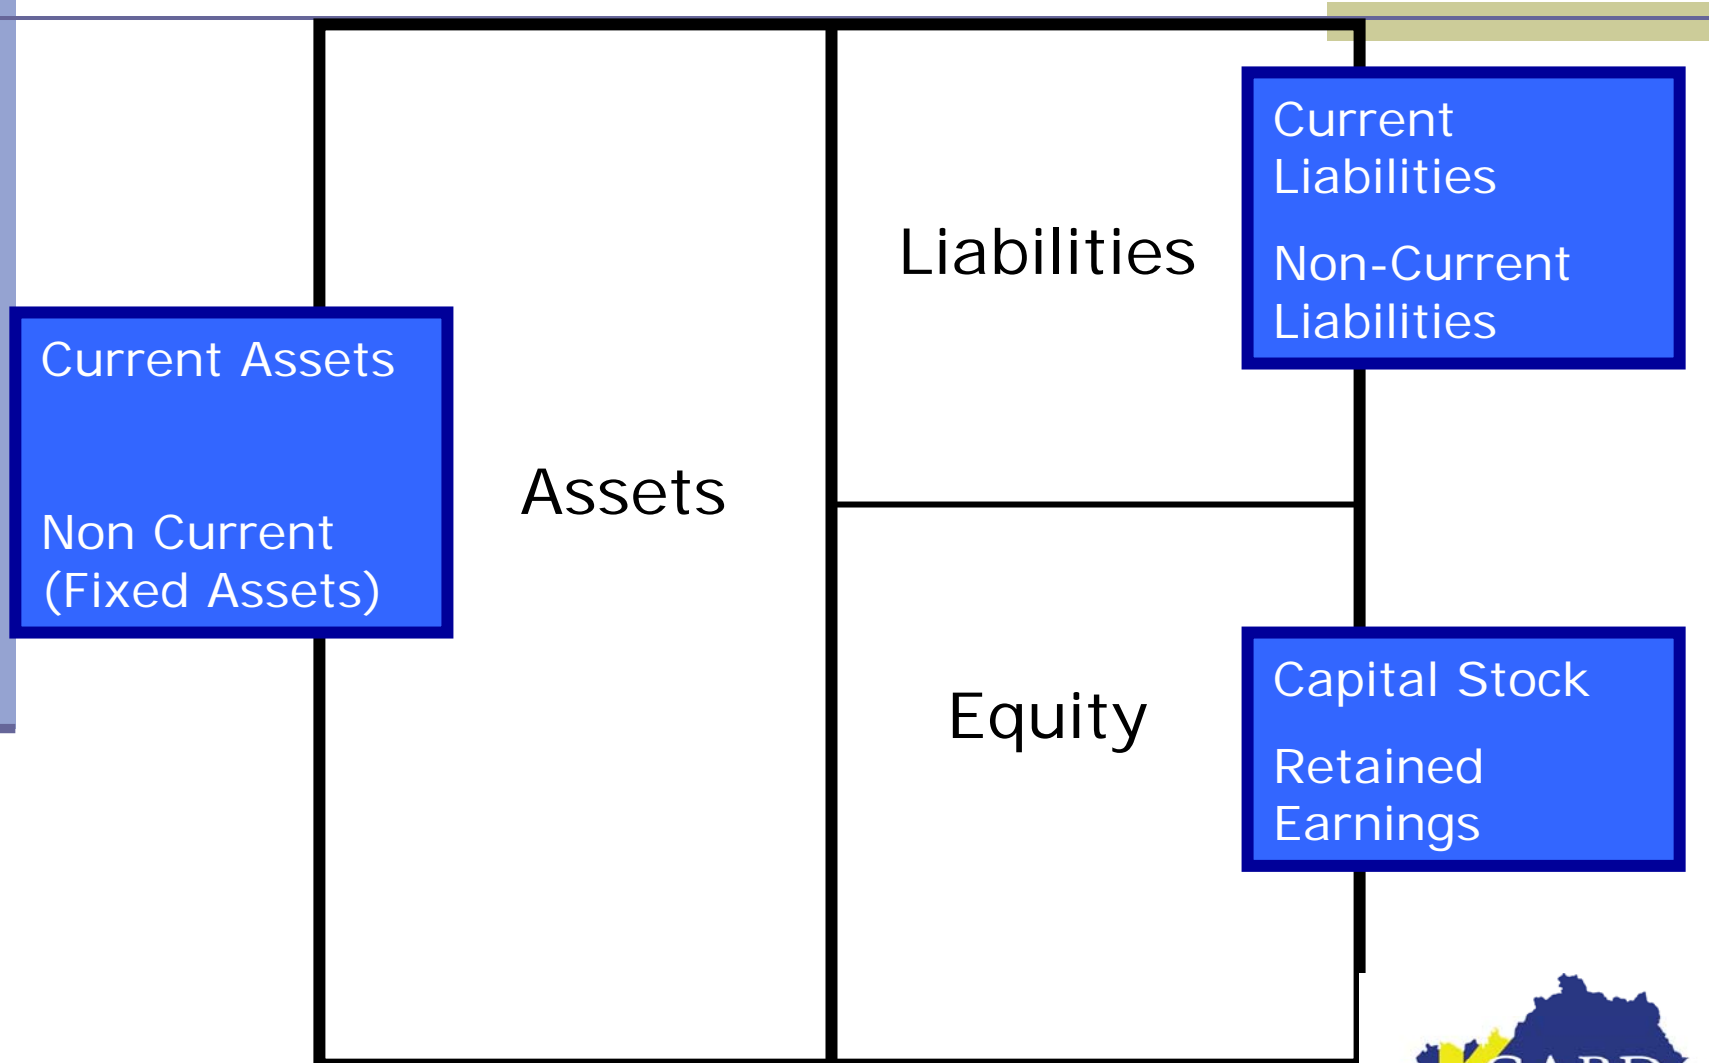 Current Assets
Non Current
(Fixed Assets)
Assets
Liabilities
Current
Liabilities
Non-Current
Liabilities
Equity
Capital Stock
Retained
Earnings